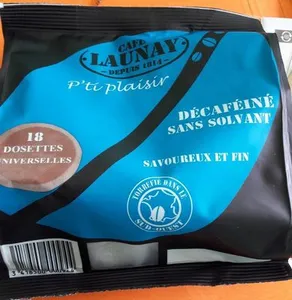 CAFÉ
LAUNAY
DEPUIS 1814
P'ti plaisir
DÉCAFÉINÉ
SANS SOLVANT
18
DOSETTES
UNIVERSELLES
SAVOUREUX ET FIN
TORRÉFIÉ DANS LE
SUD-OUEST